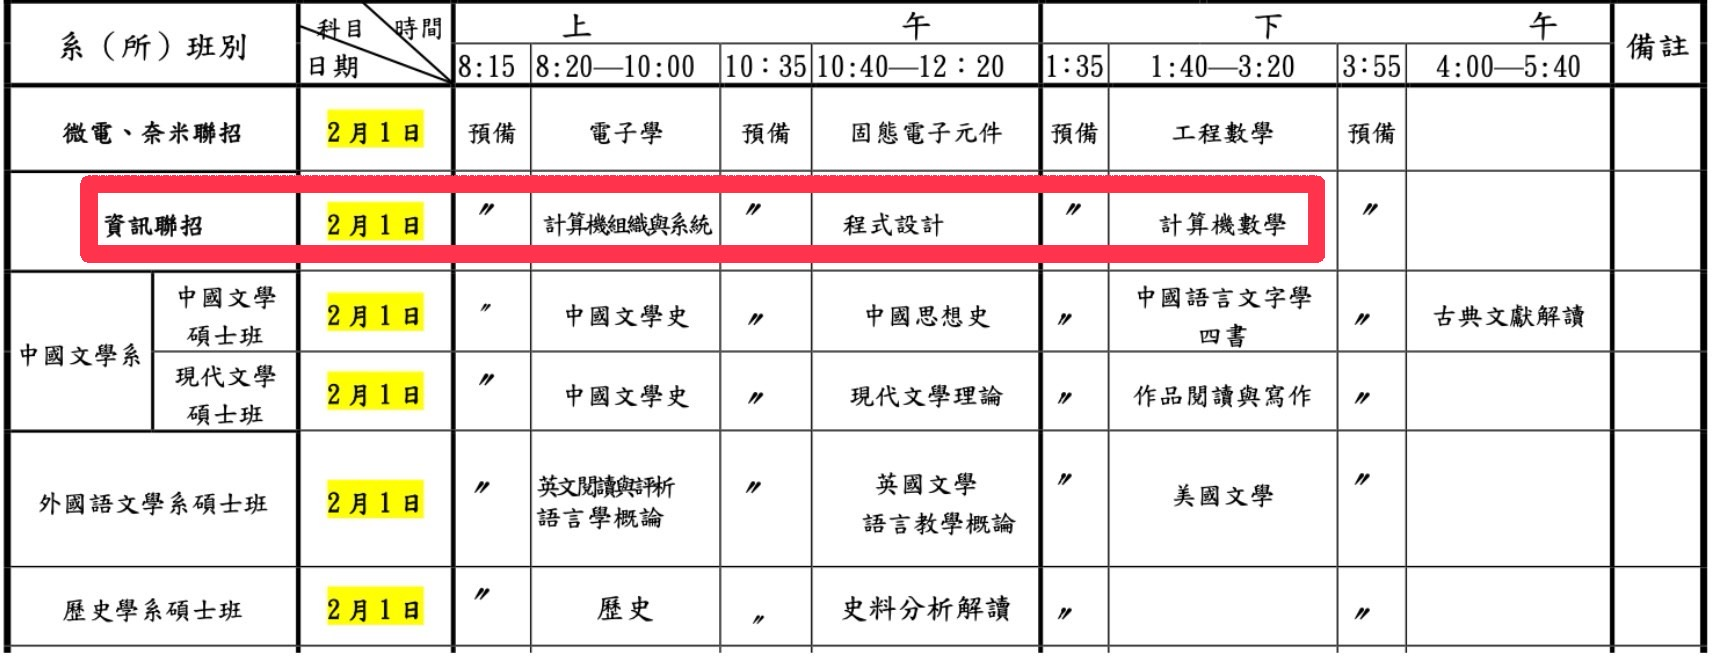 系（所）班別 科目 時間 日期 上 午 下 午 備註
8:15 8:20—10:00 10：35 10:40—12：20 1:35 1:40—3:20 3:55 4:00—5:40
微電、奈米聯招 2月1日 預備 電子學 預備 固態電子元件 預備 工程數學 預備
資訊聯招 2月1日 〃 計算機組織與系統 〃 程式設計 〃 計算機數學 〃
中國文學系
中國文學
碩士班
2月1日 〃 中國文學史 〃 中國思想史 〃
中國語言文字學
四書
〃 古典文獻解讀
現代文學
碩士班
2月1日 〃 中國文學史 〃 現代文學理論 〃 作品閱讀與寫作 〃
外國語文學系碩士班 2月1日 〃
英文閱讀與評析
語言學概論
〃
英國文學
語言教學概論
〃 美國文學 〃
歷史學系碩士班 2月1日 〃 歷史 〃 史料分析解讀 〃 〃